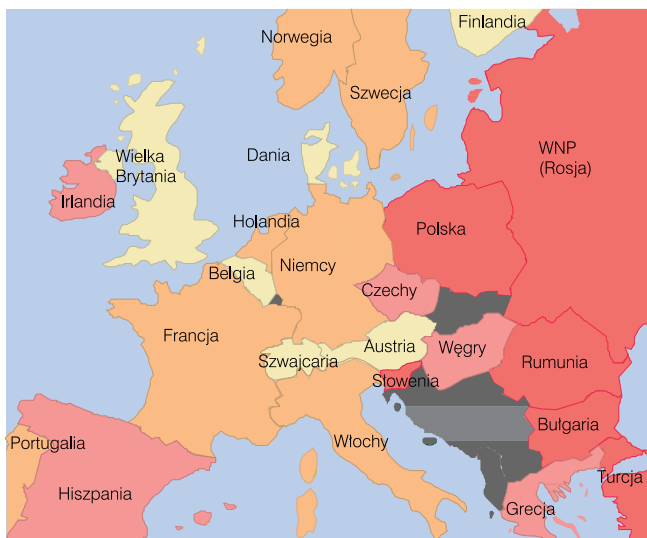 Finlandia
Norwegia
Szwecja
WNP
(Rosja)
Dania
Wielka
Brytania
Irlandia
Holandia
Polska
Belgia
Niemcy
Czechy
Francja
Szwajcaria
Austria
Węgry
Rumunia
Słowenia
Bułgaria
Włochy
Portugalia
Hiszpania
Turcja
Grecja